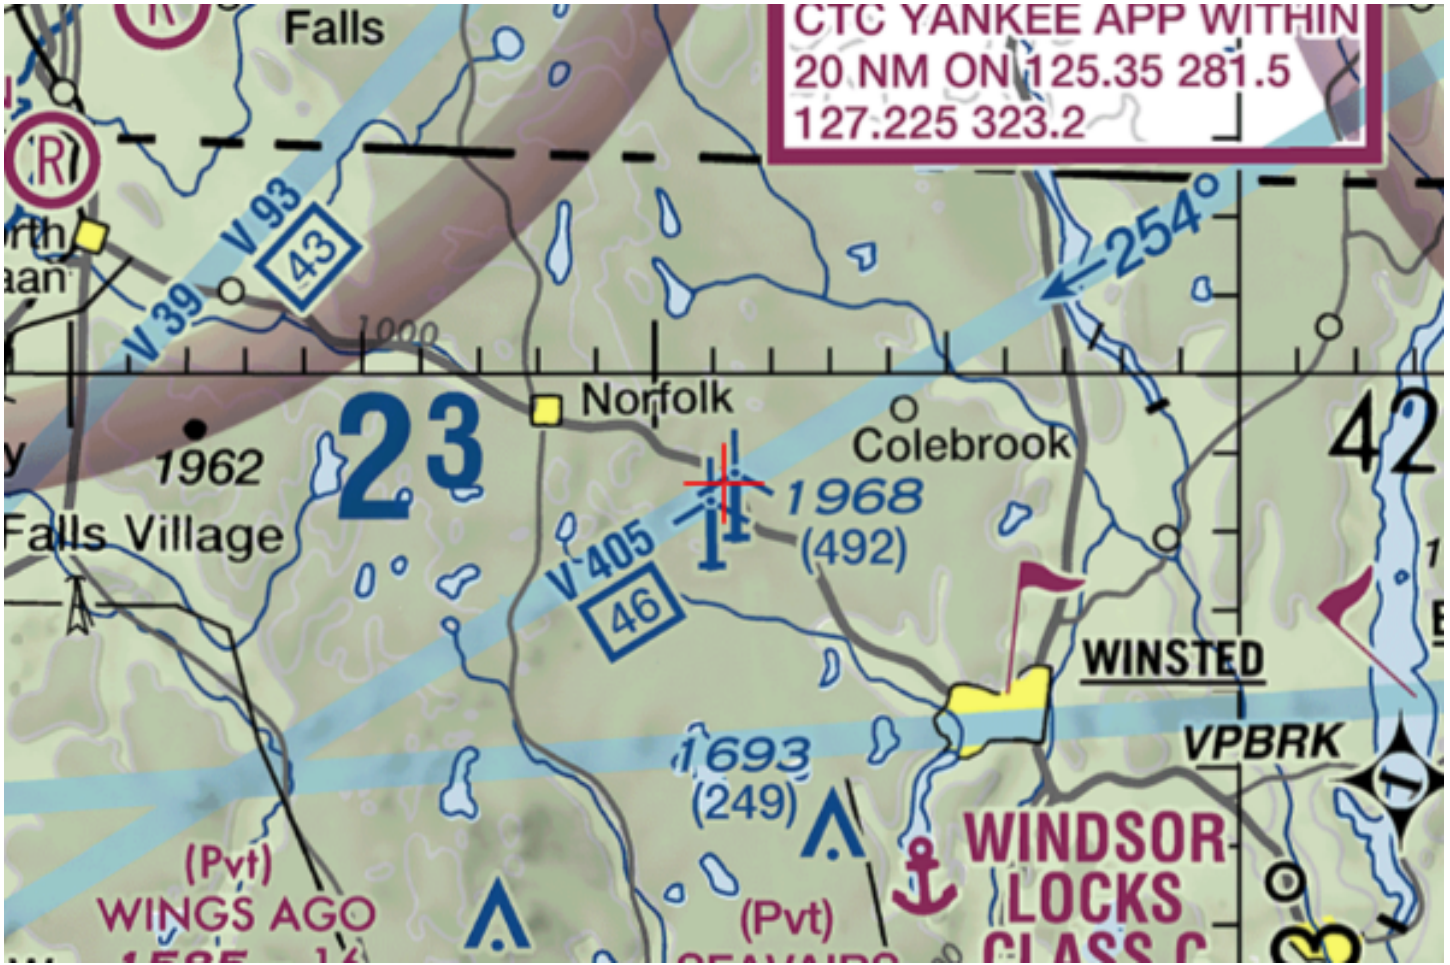 Falls
CTC YANKEE APP WITHIN
20 NM ON 125.35 281.5
127.225 323.2
R
R
V 93
43
254°
V 39
1000
23
Norfolk
Colebrook
42
1962
1968
(492)
Falls Village
V 405
46
WINSTED
VPBRK
1693
(249)
(Pvt)
WINGS AGO
(Pvt)
WINDSOR
LOCKS
CLASS C